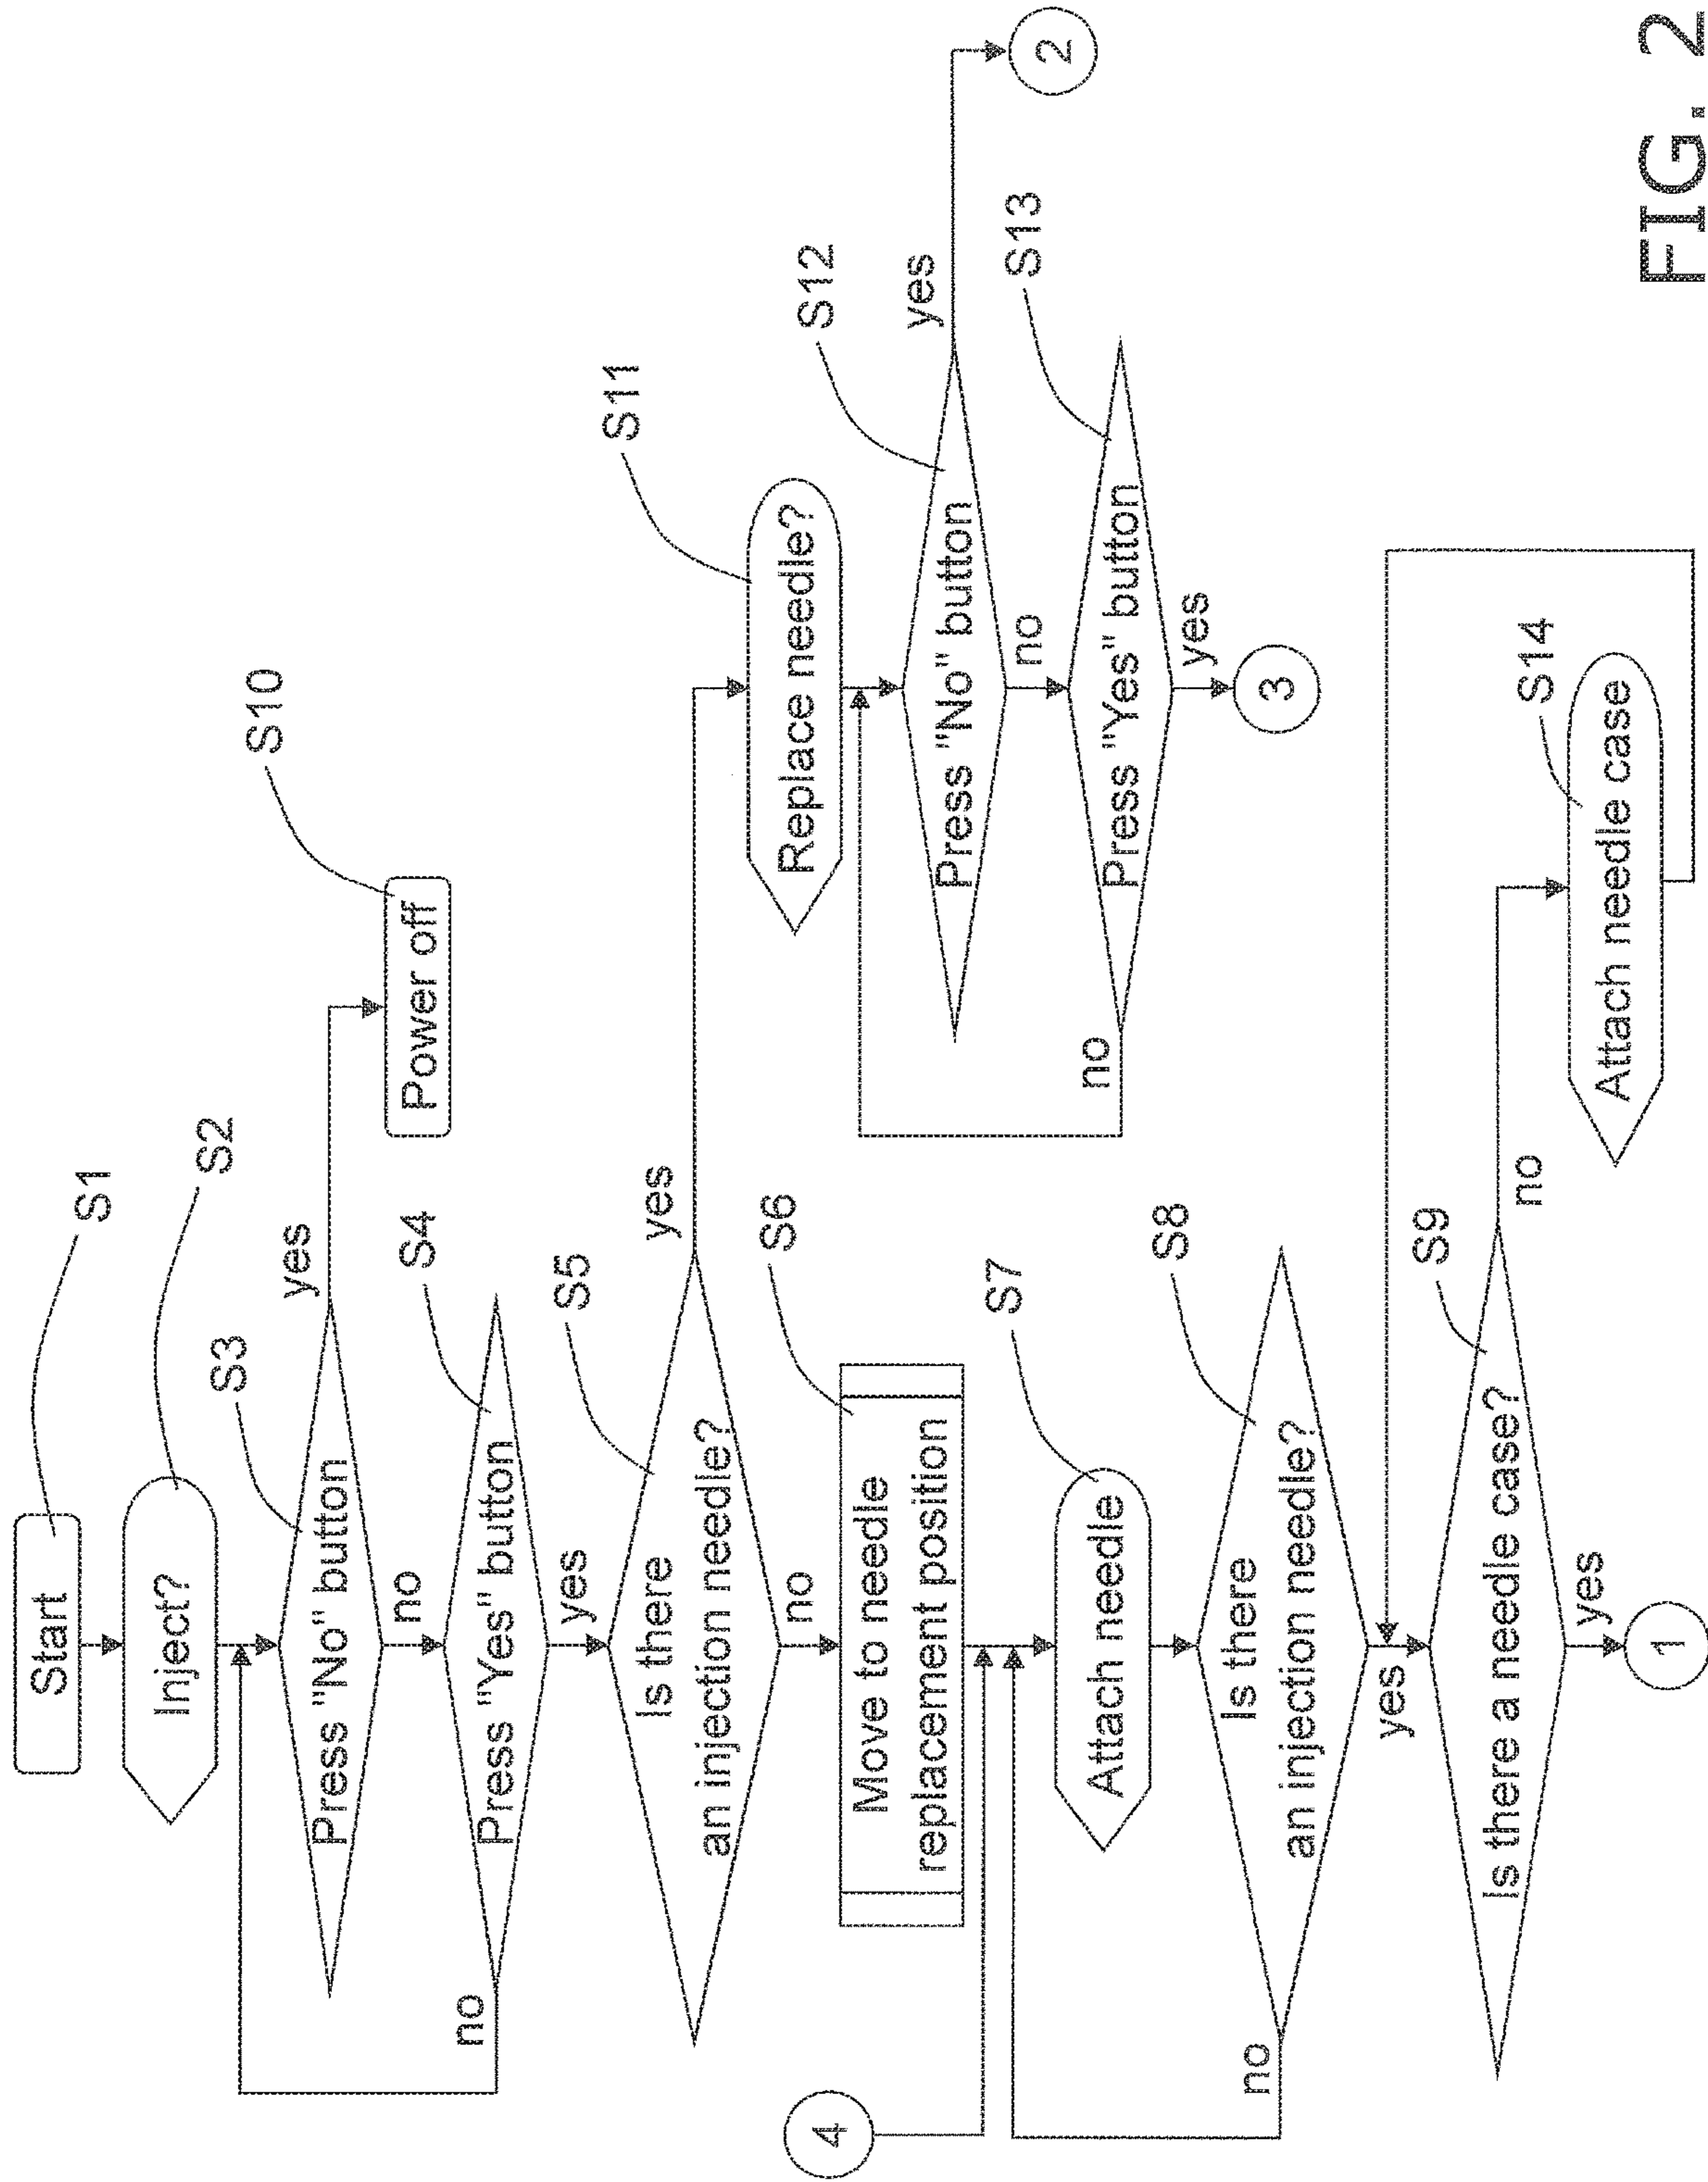 Start
S1
Inject?
S2
Press "No" button
S3
yes
Power off
S10
no
Press "Yes" button
S4
no
yes
Is there
an injection needle?
S5
yes
Replace needle?
S11
Press "No" button
S12
yes
2
no
Press "Yes" button
S13
no
yes
3
no
Move to needle
replacement position
S6
4
Attach needle
S7
Is there
an injection needle?
S8
no
yes
Is there a needle case?
S9
no
Attach needle case
S14
yes
1
FIG. 2